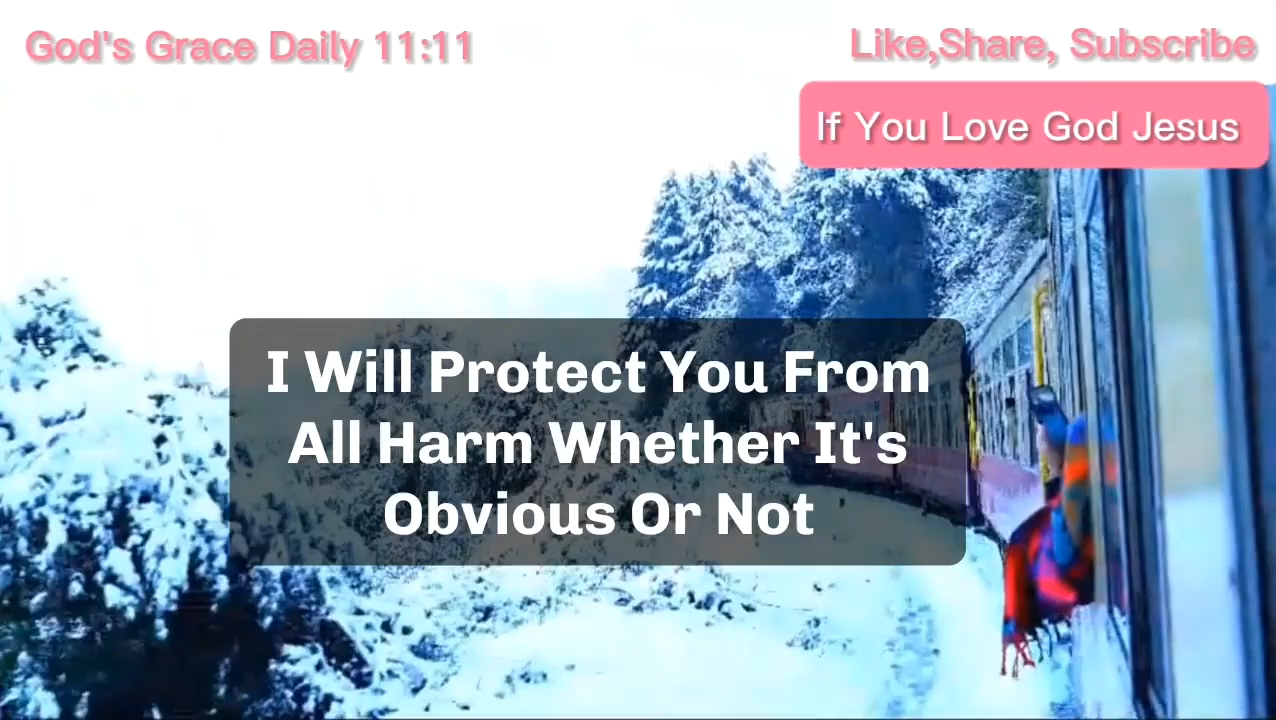 God's Grace Daily 11:11
Like,Share, Subscribe
If You Love God Jesus
I Will Protect You From
All Harm Whether It's
Obvious Or Not